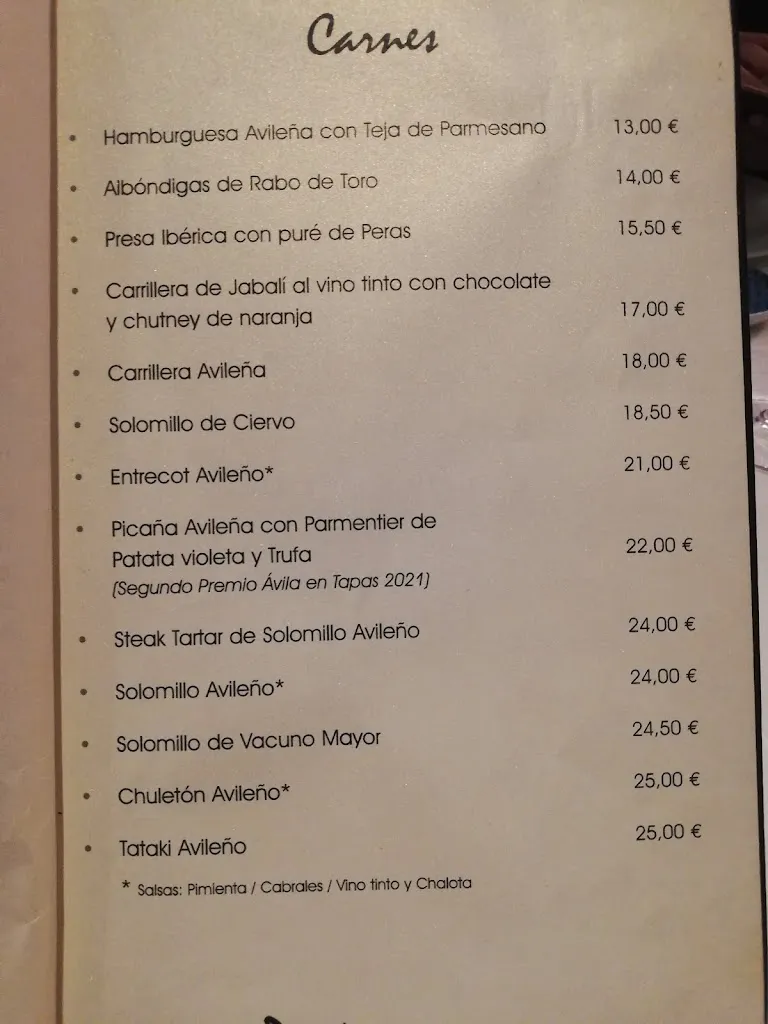 Carnes
• Hamburguesa Avileña con Teja de Parmesano 13,00 €
• Albóndigas de Rabo de Toro 14,00 €
• Presa Ibérica con puré de Peras 15,50 €
• Carrillera de Jabalí al vino tinto con chocolate
y chutney de naranja 17,00 €
• Carrillera Avileña 18,00 €
• Solomillo de Ciervo 18,50 €
• Entrecot Avileño* 21,00 €
• Picaña Avileña con Parmentier de
Patata violeta y Trufa 22,00 €
(Segundo Premio Ávila en Tapas 2021)
• Steak Tartar de Solomillo Avileño 24,00 €
• Solomillo Avileño* 24,00 €
• Solomillo de Vacuno Mayor 24,50 €
• Chuletón Avileño* 25,00 €
• Tataki Avileño 25,00 €
* Salsas: Pimienta / Cabrales / Vino tinto y Chalota